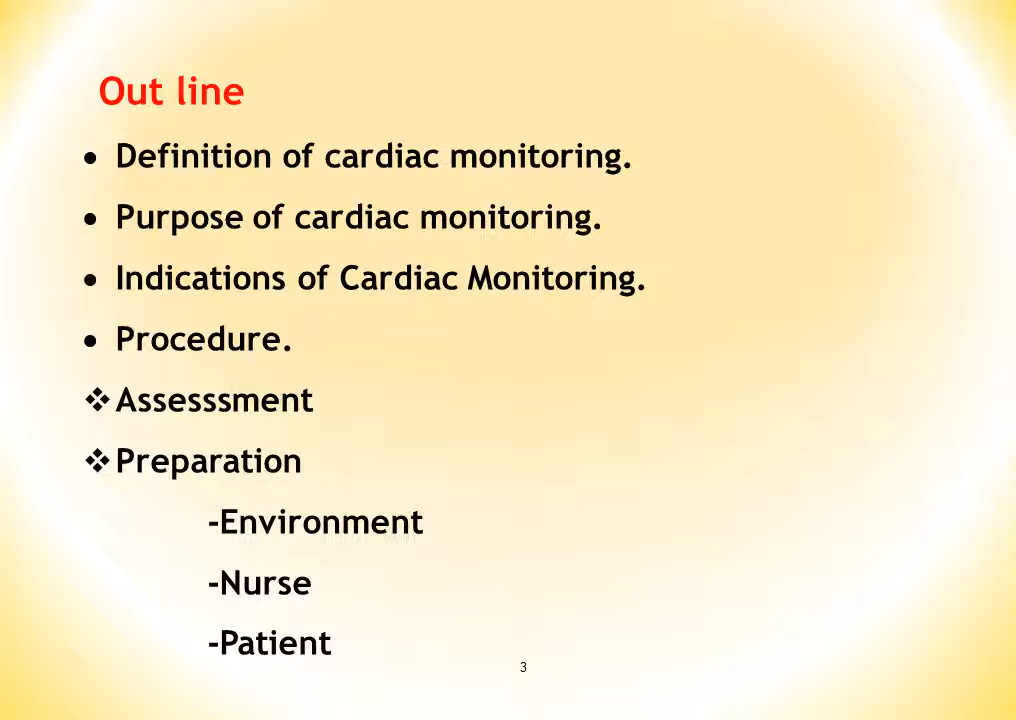 Out line
• Definition of cardiac monitoring.
• Purpose of cardiac monitoring.
• Indications of Cardiac Monitoring.
• Procedure.
❖Assesssment
❖Preparation
-Environment
-Nurse
-Patient
3